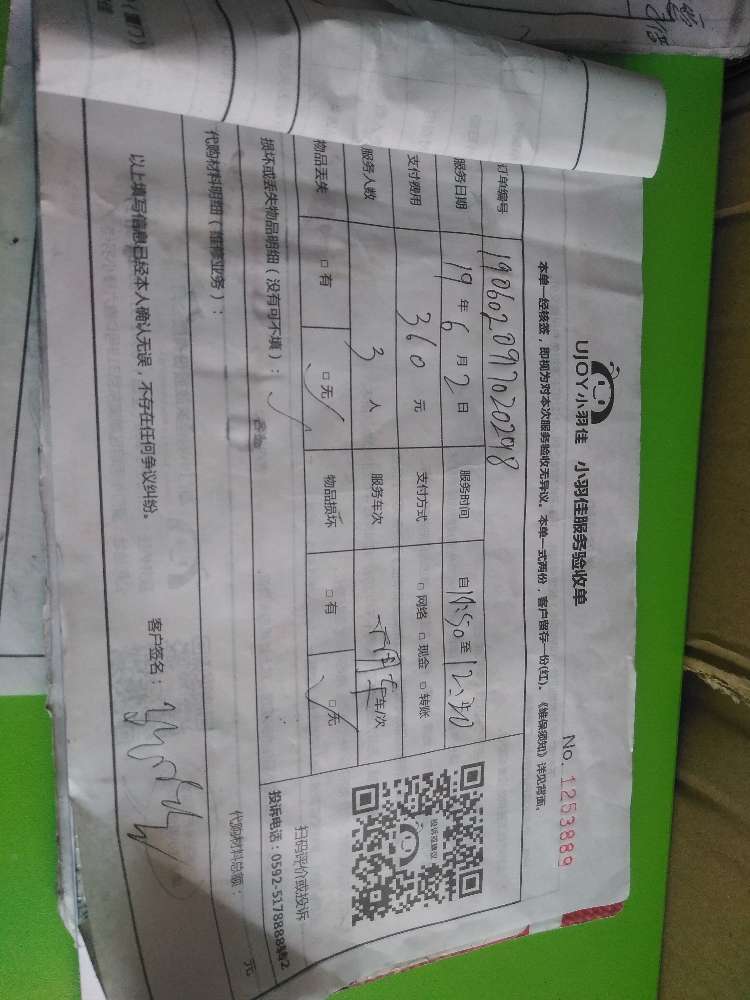 UJOY小羽佳 小羽佳服务验收单
No. 1253889
本单一经核签，即视为对本次服务验收无异议。本单一式两份，客户留存一份(红)。《维保须知》详见背面。
订单编号 190602097020248
服务时间 自 至 12:40
服务日期 19 年 6 月 2 日
支付费用 360 元
支付方式 □ 网络 □ 现金 □ 转账
服务人数 3 人
服务车次 不用车 车/次
物品丢失 □ 有 □ 无
物品损坏 □ 有 □ 无
损坏或丢失物品明细（没有可不填）：
扫码评价或投诉
投诉电话：0592-5178888转2
代购材料明细（维修业务）：
代购材料总额： 元
以上填写信息已经本人确认无误，不存在任何争议纠纷。
客户签名：